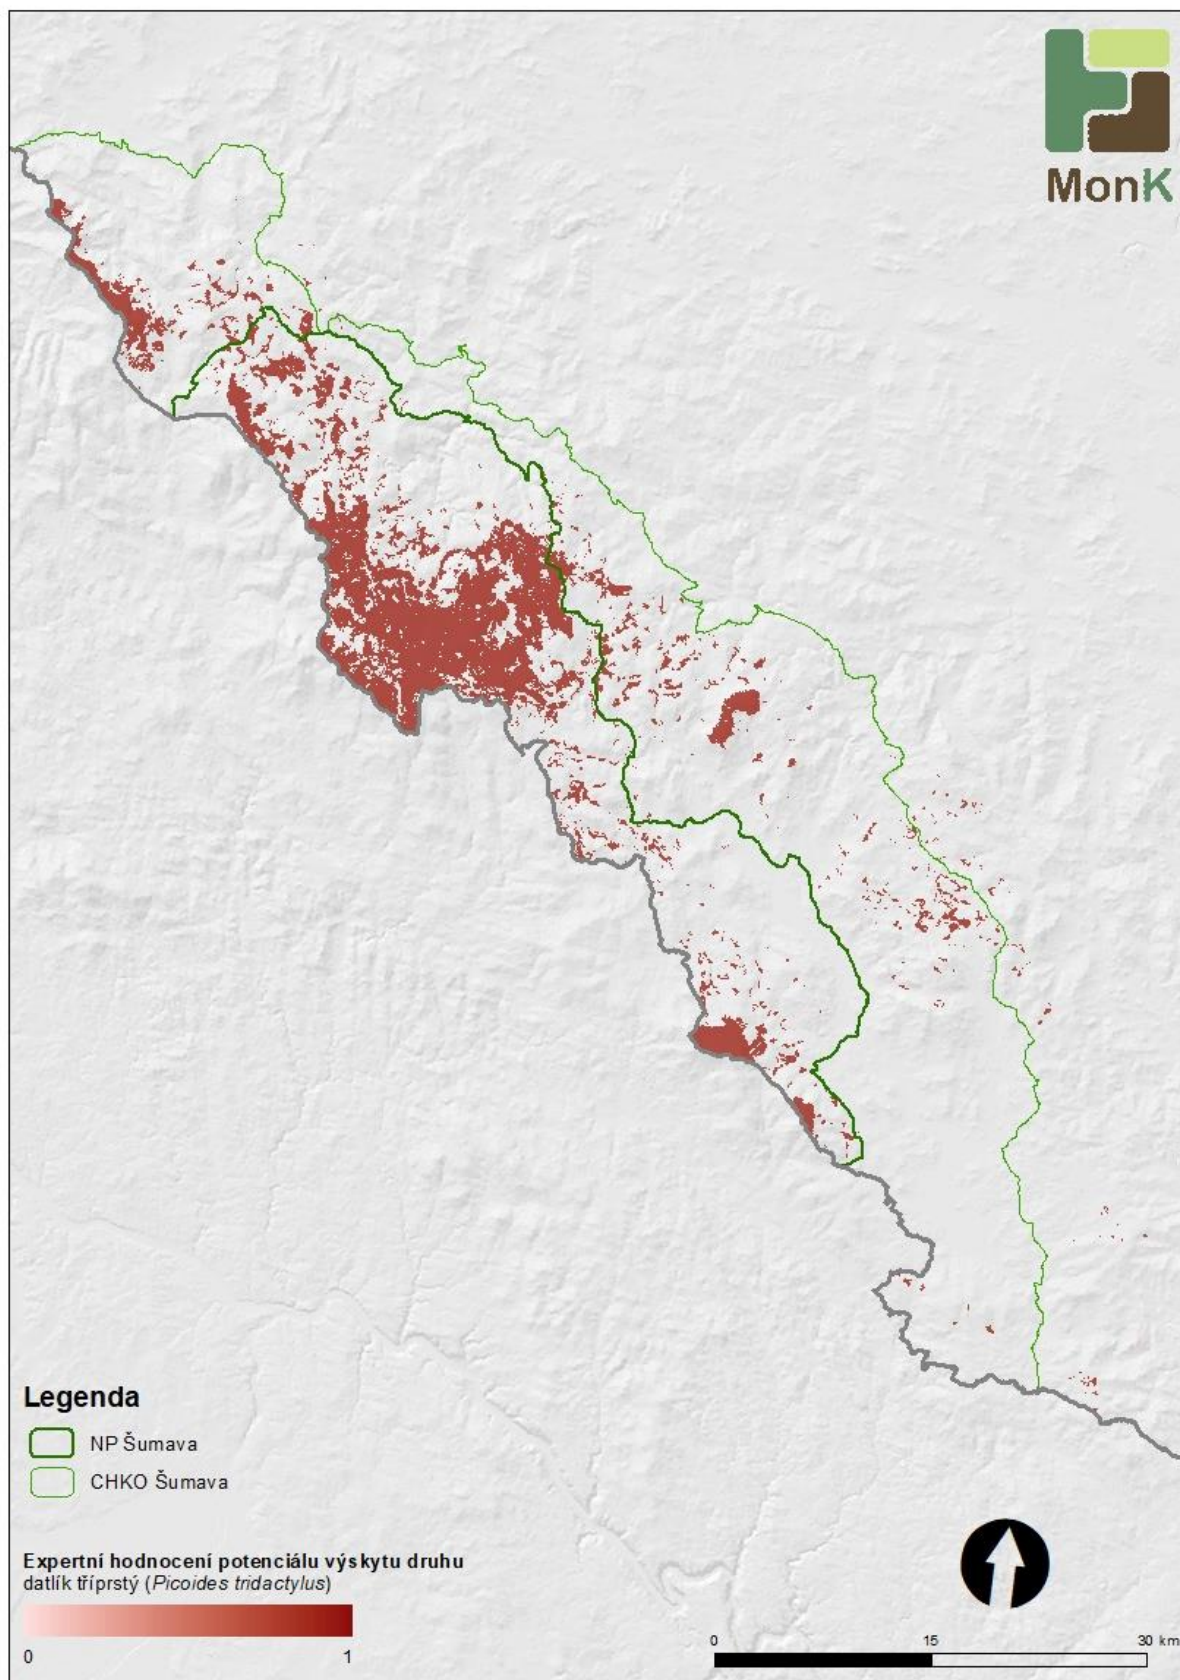 MonK
Legenda
NP Šumava
CHKO Šumava
Expertní hodnocení potenciálu výskytu druhu
datlík tříprstý (Picoides tridactylus)
0 1
0 15 30 km